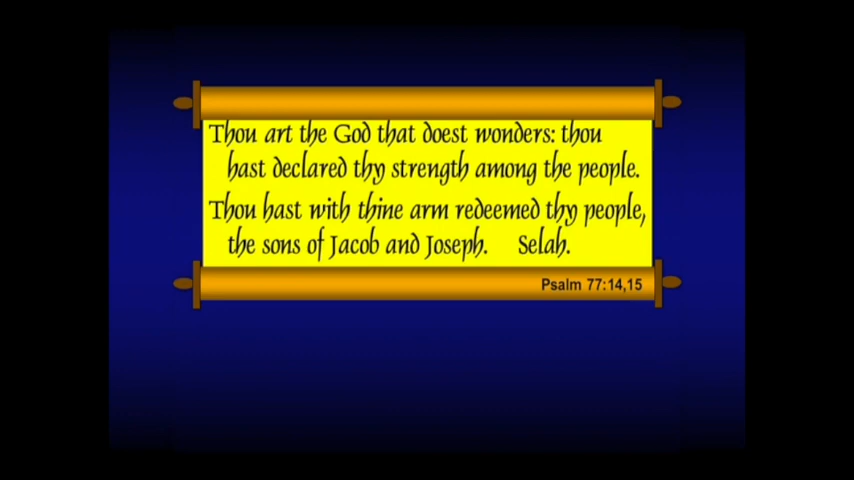 Thou art the God that doest wonders: thou
hast declared thy strength among the people.
Thou hast with thine arm redeemed thy people,
the sons of Jacob and Joseph. Selah.
Psalm 77:14,15